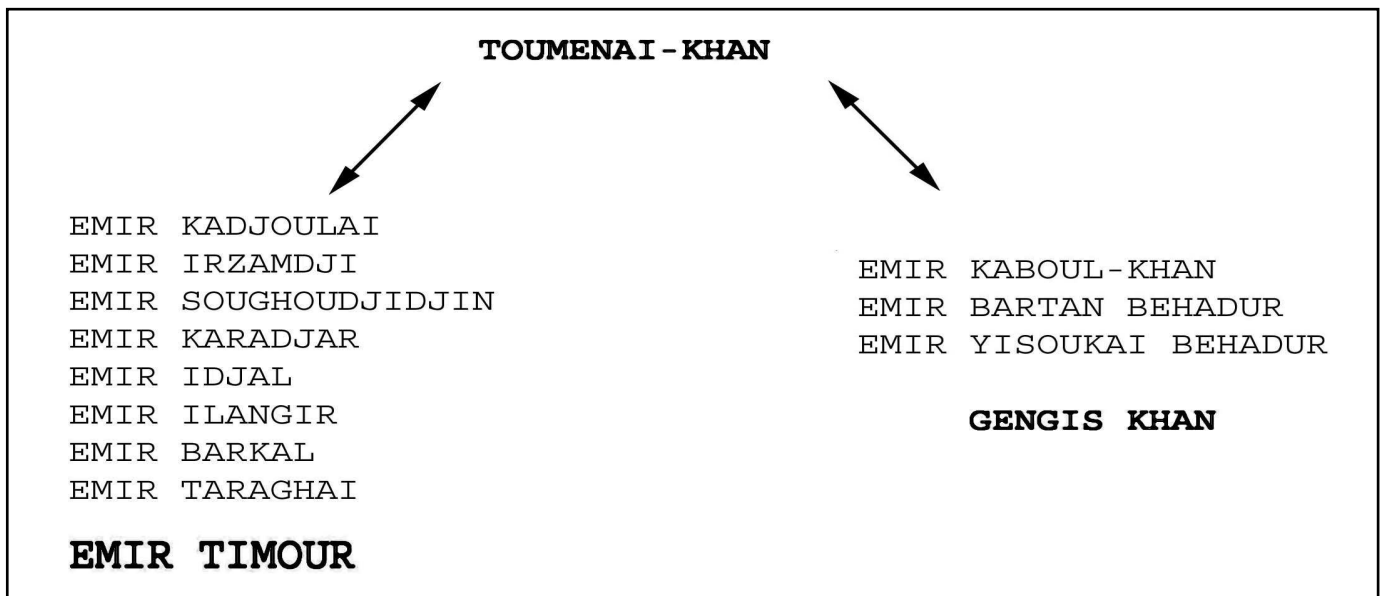 TOUMENAI-KHAN
EMIR KADJOULAI
EMIR IRZAMDJI
EMIR SOUGHOUDJIDJIN
EMIR KARADJAR
EMIR IDJAL
EMIR ILANGIR
EMIR BARKAL
EMIR TARAGHAI
EMIR TIMOUR
EMIR KABOUL-KHAN
EMIR BARTAN BEHADUR
EMIR YISOUKAI BEHADUR
GENGIS KHAN